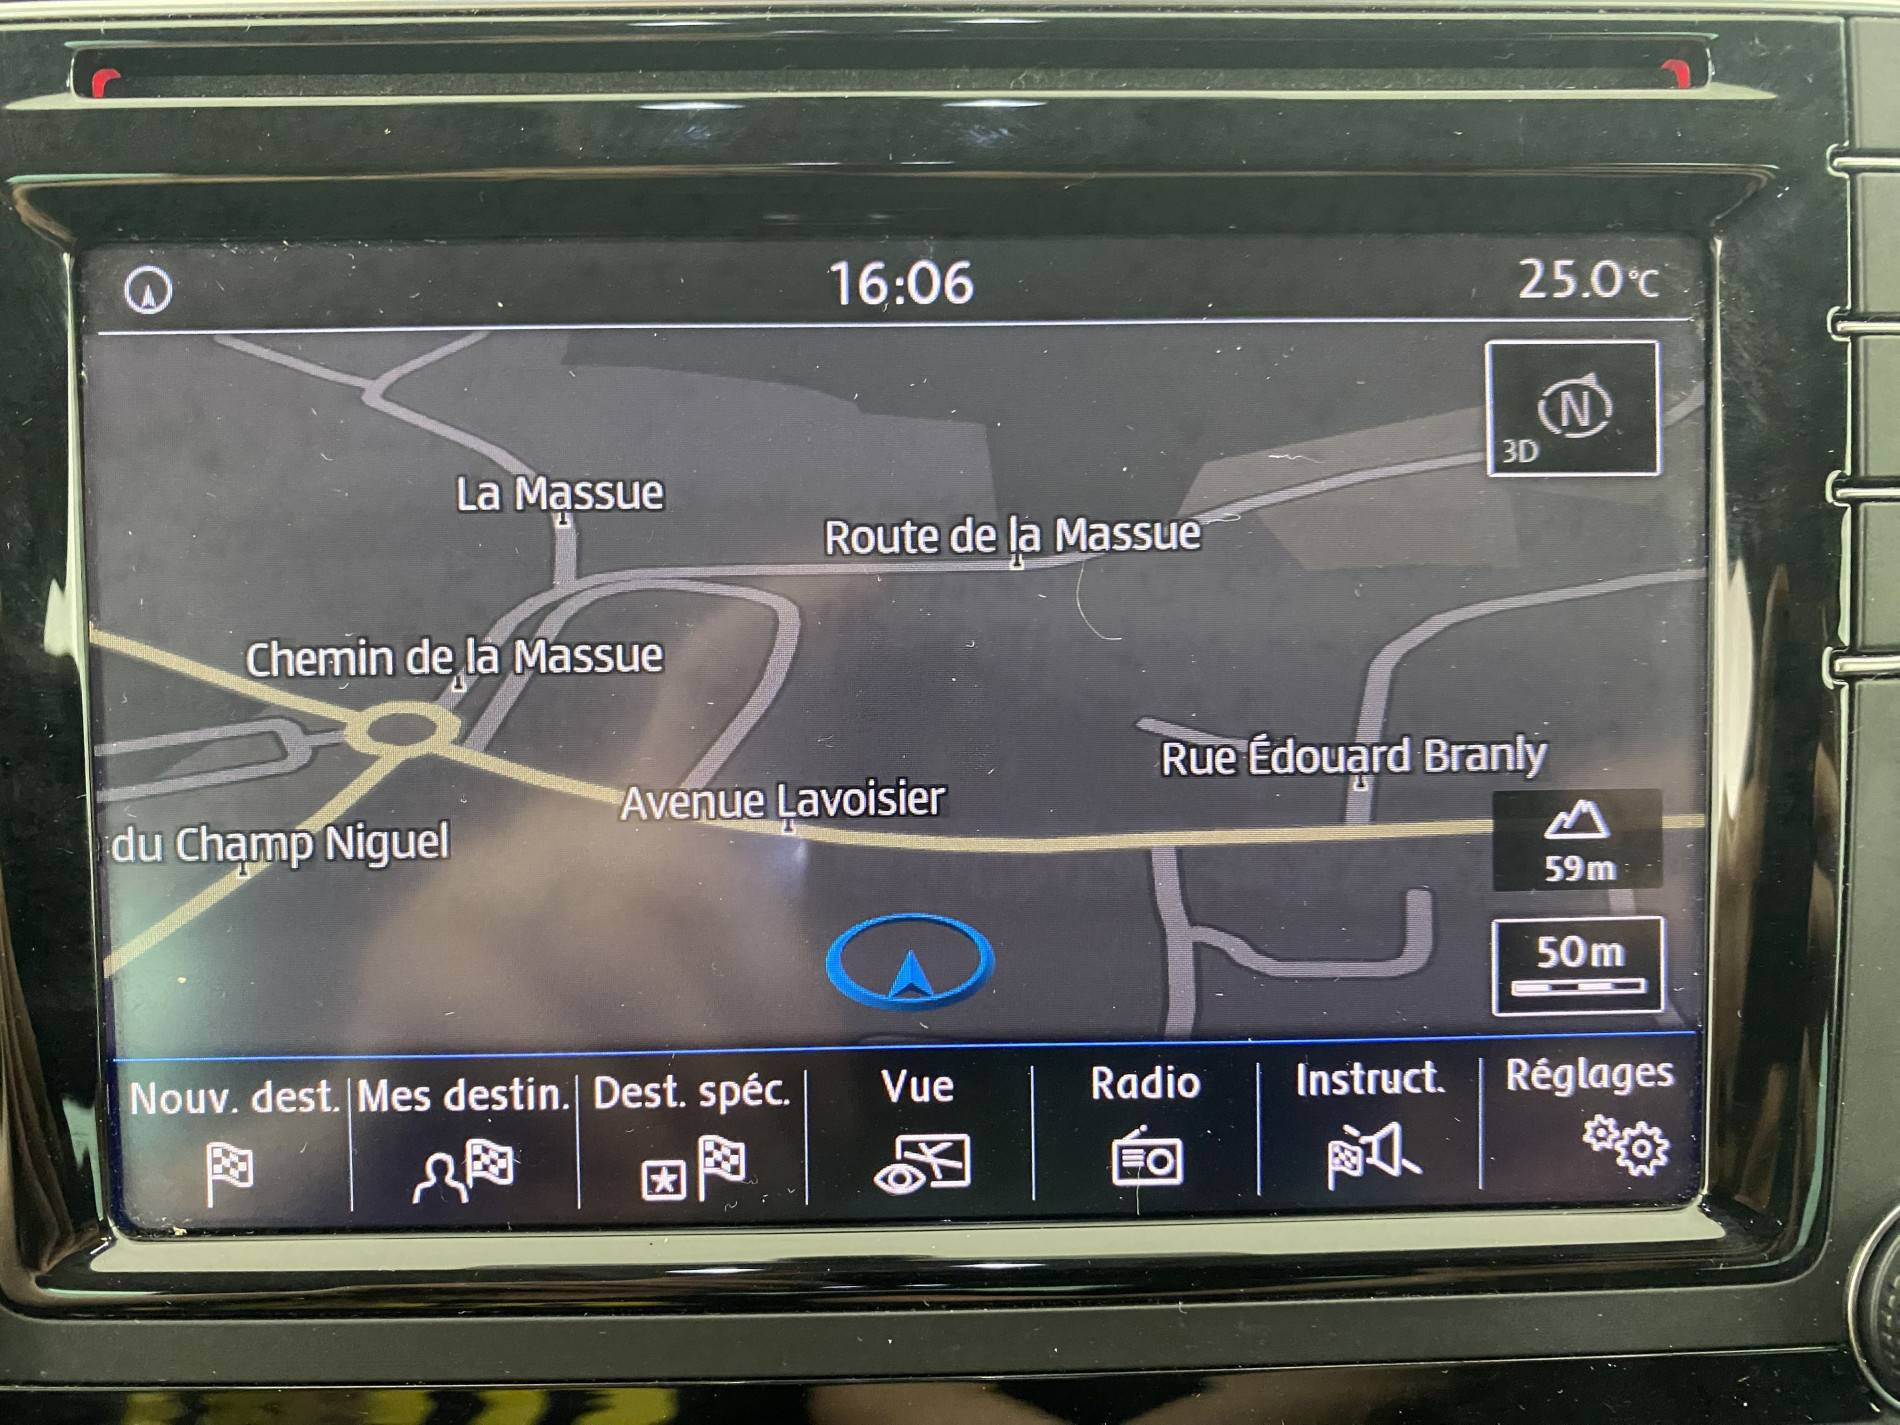 16:06
25.0°C
N
3D
La Massue
Route de la Massue
Chemin de la Massue
Rue Édouard Branly
Avenue Lavoisier
du Champ Niguel
59m
50m
Nouv. dest.
Mes destin.
Dest. spéc.
Vue
Radio
Instruct.
Réglages